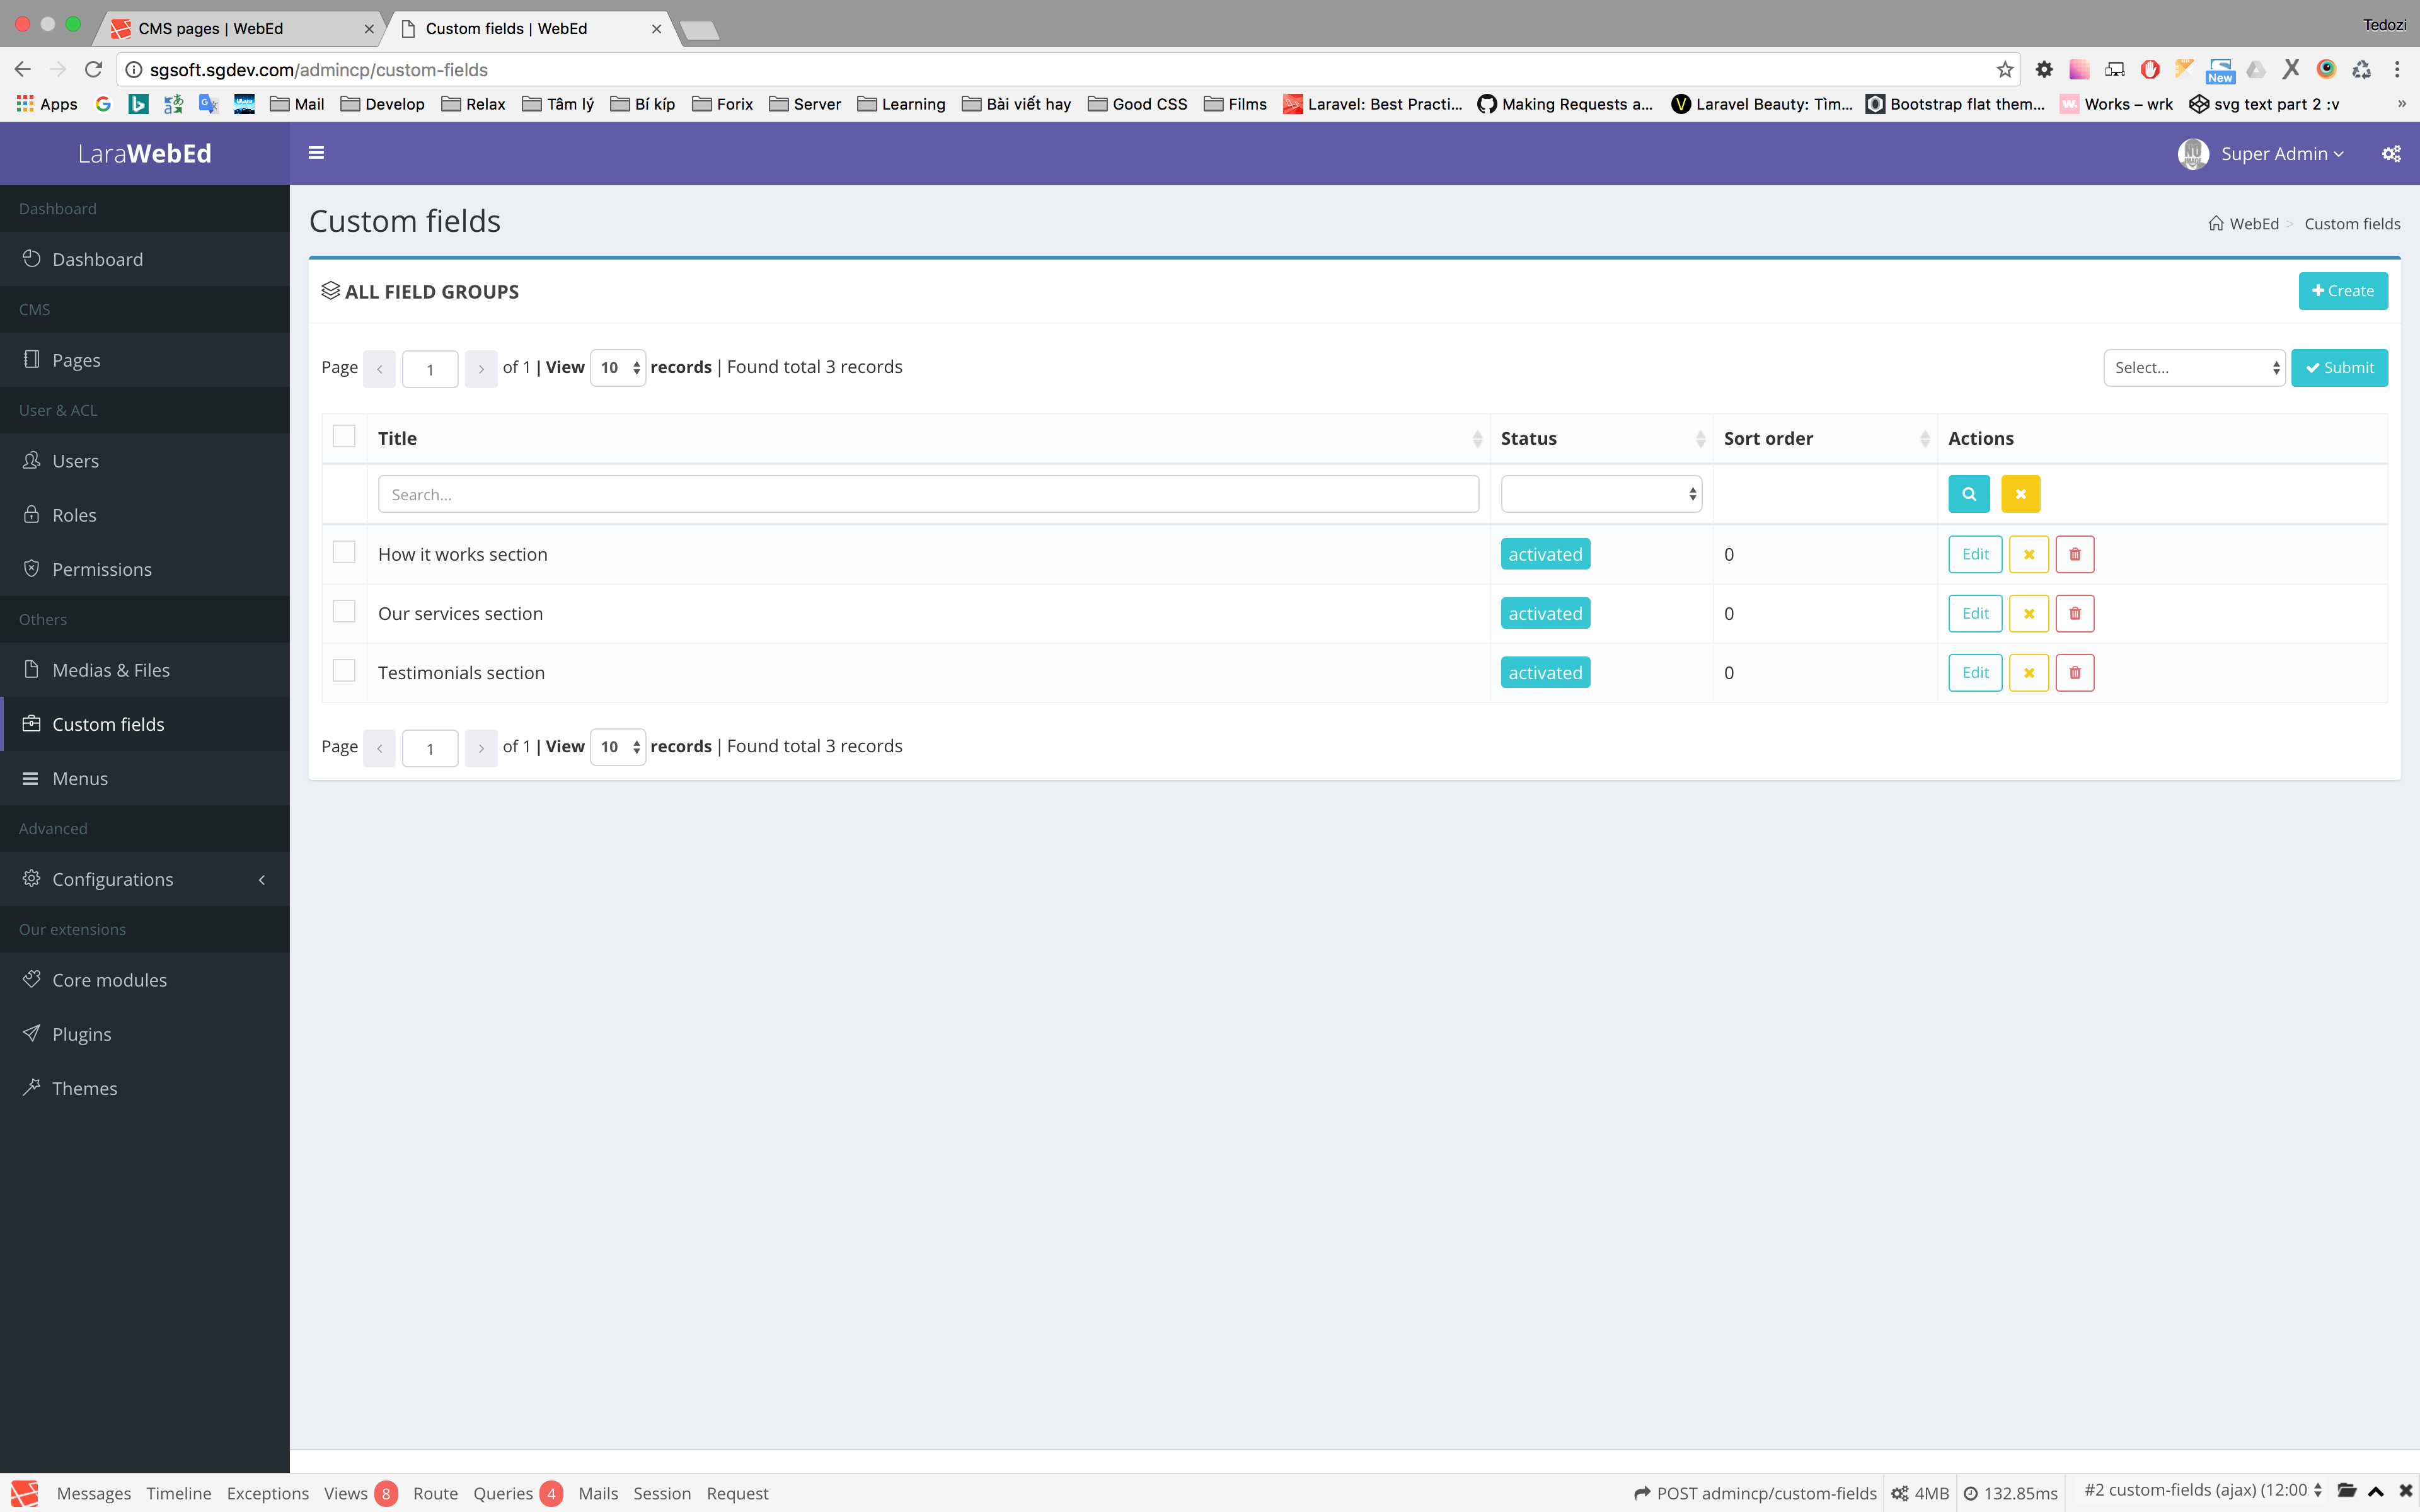 CMS pages | WebEd
Custom fields | WebEd
Tedozi
sgsoft.sgdev.com/admincp/custom-fields
New
Apps Mail Develop Relax Tâm lý Bí kíp Forix Server Learning Bài viết hay Good CSS Films Laravel: Best Practi... Making Requests a... Laravel Beauty: Tìm... Bootstrap flat them... Works – wrk svg text part 2 :v »
LaraWebEd
Super Admin
Dashboard
Dashboard
CMS
Pages
User & ACL
Users
Roles
Permissions
Others
Medias & Files
Custom fields
Menus
Advanced
Configurations
Our extensions
Core modules
Plugins
Themes
Custom fields
WebEd > Custom fields
ALL FIELD GROUPS
Create
Page 1 of 1 | View 10 records | Found total 3 records
Select... Submit
Title Status Sort order Actions
Search...
How it works section activated 0 Edit
Our services section activated 0 Edit
Testimonials section activated 0 Edit
Page 1 of 1 | View 10 records | Found total 3 records
Messages Timeline Exceptions Views 8 Route Queries 4 Mails Session Request
POST admincp/custom-fields 4MB 132.85ms #2 custom-fields (ajax) (12:00